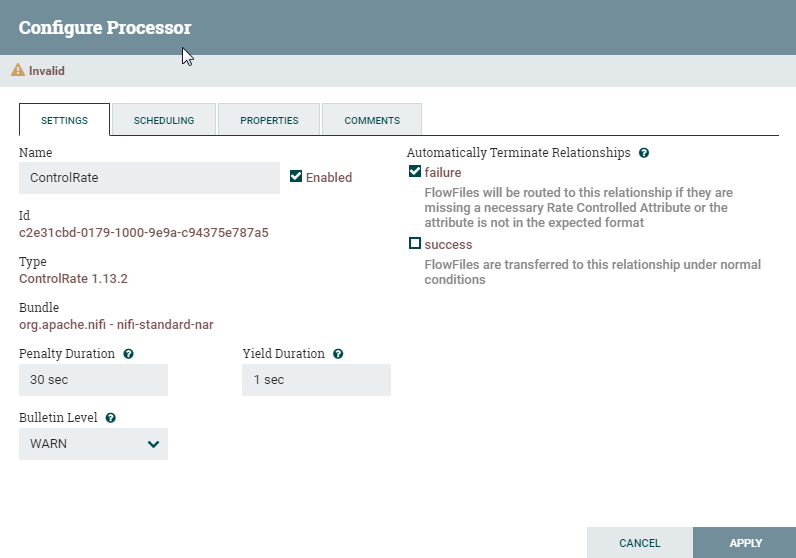 Configure Processor
Invalid
SETTINGS
SCHEDULING
PROPERTIES
COMMENTS
Name
ControlRate
Enabled
Id
c2e31cbd-0179-1000-9e9a-c94375e787a5
Type
ControlRate 1.13.2
Bundle
org.apache.nifi - nifi-standard-nar
Penalty Duration
Yield Duration
30 sec
1 sec
Bulletin Level
WARN
Automatically Terminate Relationships
failure
FlowFiles will be routed to this relationship if they are
missing a necessary Rate Controlled Attribute or the
attribute is not in the expected format
success
FlowFiles are transferred to this relationship under normal
conditions
CANCEL
APPLY